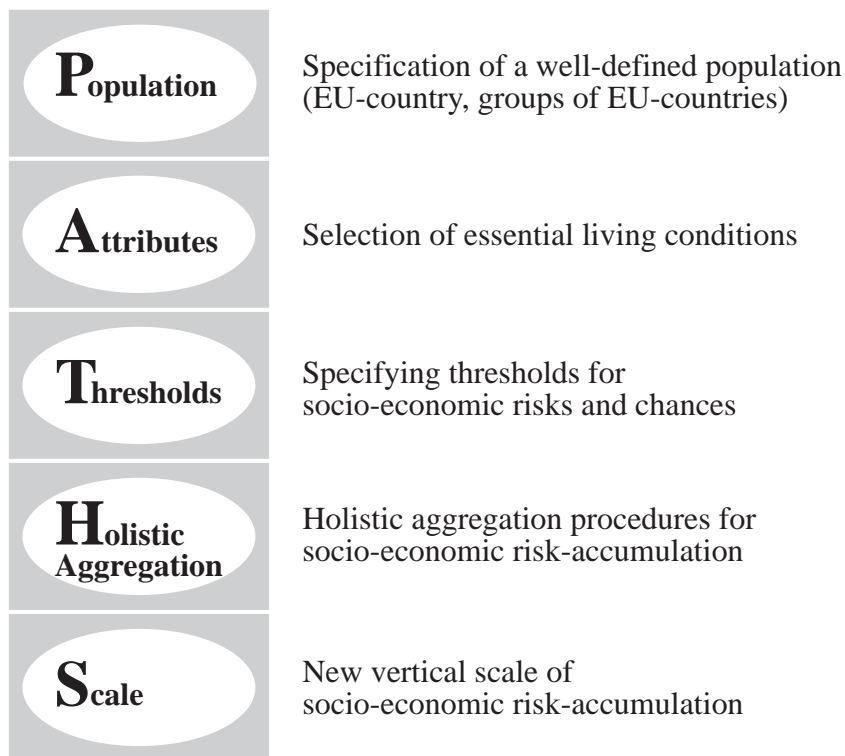 Population
Specification of a well-defined population
(EU-country, groups of EU-countries)
Attributes
Selection of essential living conditions
Thresholds
Specifying thresholds for
socio-economic risks and chances
Holistic
Aggregation
Holistic aggregation procedures for
socio-economic risk-accumulation
Scale
New vertical scale of
socio-economic risk-accumulation